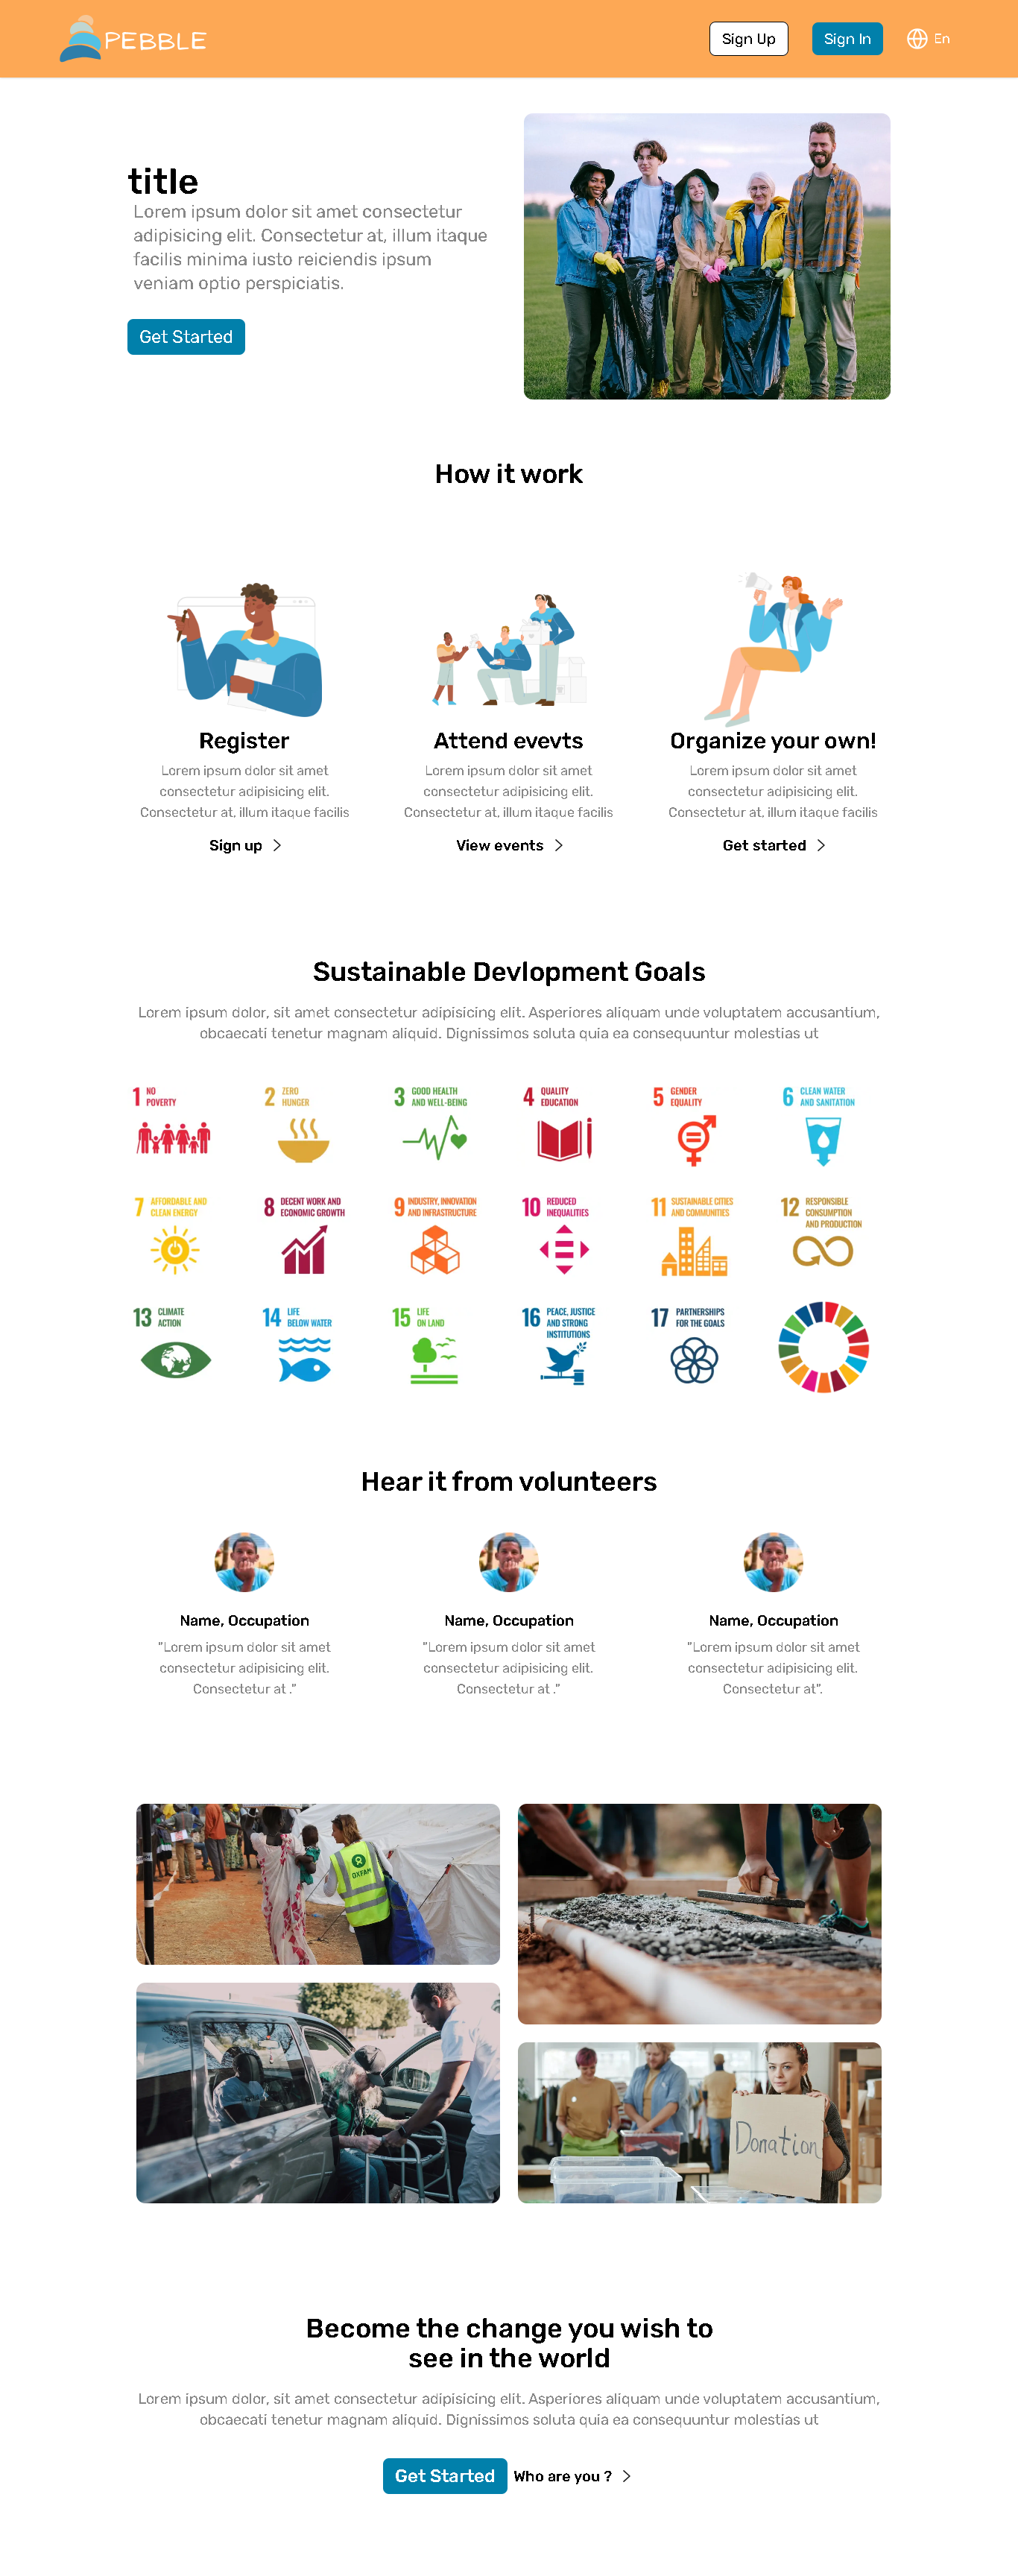 PEBBLE
Sign Up
Sign In
En
title
Lorem ipsum dolor sit amet consectetur
adipisicing elit. Consectetur at, illum itaque
facilis minima iusto reiciendis ipsum
veniam optio perspiciatis.
Get Started
How it work
Register
Lorem ipsum dolor sit amet
consectetur adipisicing elit.
Consectetur at, illum itaque facilis
Sign up
Attend evevts
Lorem ipsum dolor sit amet
consectetur adipisicing elit.
Consectetur at, illum itaque facilis
View events
Organize your own!
Lorem ipsum dolor sit amet
consectetur adipisicing elit.
Consectetur at, illum itaque facilis
Get started
Sustainable Devlopment Goals
Lorem ipsum dolor, sit amet consectetur adipisicing elit. Asperiores aliquam unde voluptatem accusantium,
obcaecati tenetur magnam aliquid. Dignissimos soluta quia ea consequuntur molestias ut
1 NO
POVERTY
2 ZERO
HUNGER
3 GOOD HEALTH
AND WELL-BEING
4 QUALITY
EDUCATION
5 GENDER
EQUALITY
6 CLEAN WATER
AND SANITATION
7 AFFORDABLE AND
CLEAN ENERGY
8 DECENT WORK AND
ECONOMIC GROWTH
9 INDUSTRY, INNOVATION
AND INFRASTRUCTURE
10 REDUCED
INEQUALITIES
11 SUSTAINABLE CITIES
AND COMMUNITIES
12 RESPONSIBLE
CONSUMPTION
AND PRODUCTION
13 CLIMATE
ACTION
14 LIFE
BELOW WATER
15 LIFE
ON LAND
16 PEACE, JUSTICE
AND STRONG
INSTITUTIONS
17 PARTNERSHIPS
FOR THE GOALS
Hear it from volunteers
Name, Occupation
"Lorem ipsum dolor sit amet
consectetur adipisicing elit.
Consectetur at ."
Name, Occupation
"Lorem ipsum dolor sit amet
consectetur adipisicing elit.
Consectetur at ."
Name, Occupation
"Lorem ipsum dolor sit amet
consectetur adipisicing elit.
Consectetur at".
OXFAM
Donation
Become the change you wish to
see in the world
Lorem ipsum dolor, sit amet consectetur adipisicing elit. Asperiores aliquam unde voluptatem accusantium,
obcaecati tenetur magnam aliquid. Dignissimos soluta quia ea consequuntur molestias ut
Get Started
Who are you ?